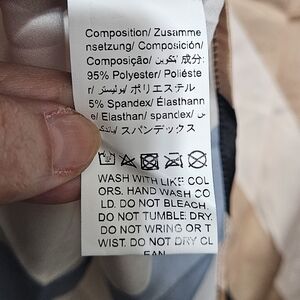 Composition/ Zusamme
nsetzung/ Composición/
Composição/ تكوين/ 成分:
95% Polyester/ Poliéste
r/ بوليستر/ ポリエステル
5% Spandex/ Élasthann
e/ Elasthan/ spandex/ س
باندكس/ スパンデックス
WASH WITH LIKE COL
ORS. HAND WASH CO
LD. DO NOT BLEACH.
DO NOT TUMBLE DRY.
DO NOT WRING OR T
WIST. DO NOT DRY CL
EAN.